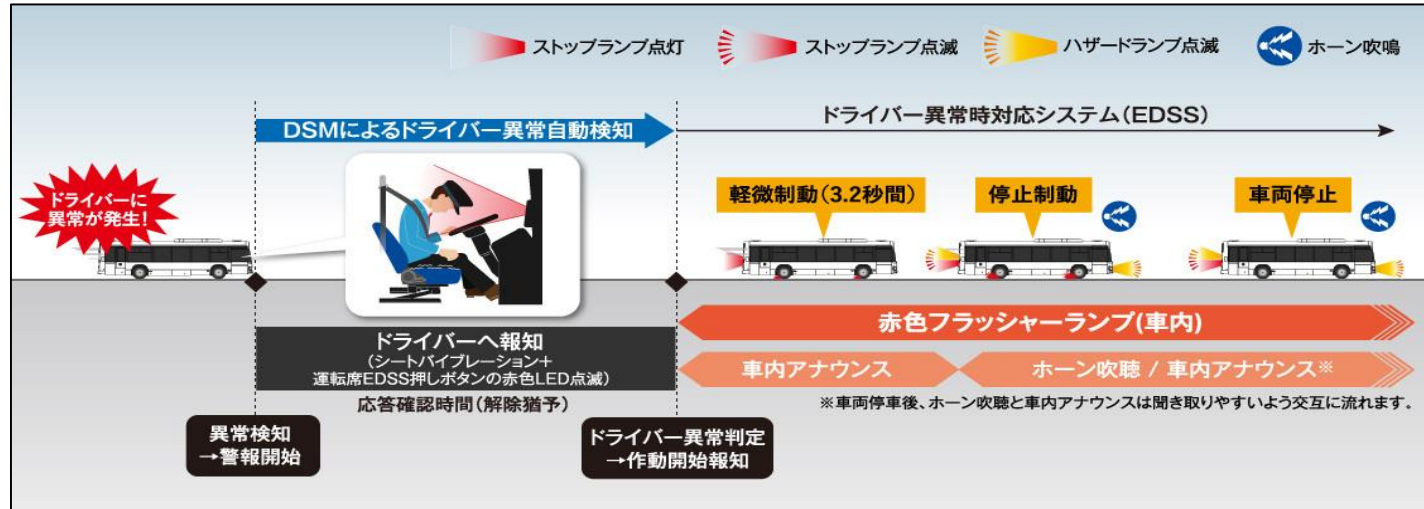 ストップランプ点灯
ストップランプ点滅
ハザードランプ点滅
ホーン吹鳴
DSMによるドライバー異常自動検知
ドライバー異常時対応システム(EDSS)
ドライバーに
異常が発生!
軽微制動(3.2秒間)
停止制動
車両停止
ドライバーへ報知
(シートバイブレーション+
運転席EDSS押しボタンの赤色LED点滅)
応答確認時間(解除猶予)
赤色フラッシャーランプ(車内)
車内アナウンス
ホーン吹聴 / 車内アナウンス※
※車両停車後、ホーン吹聴と車内アナウンスは聞き取りやすいよう交互に流れます。
異常検知
→警報開始
ドライバー異常判定
→作動開始報知